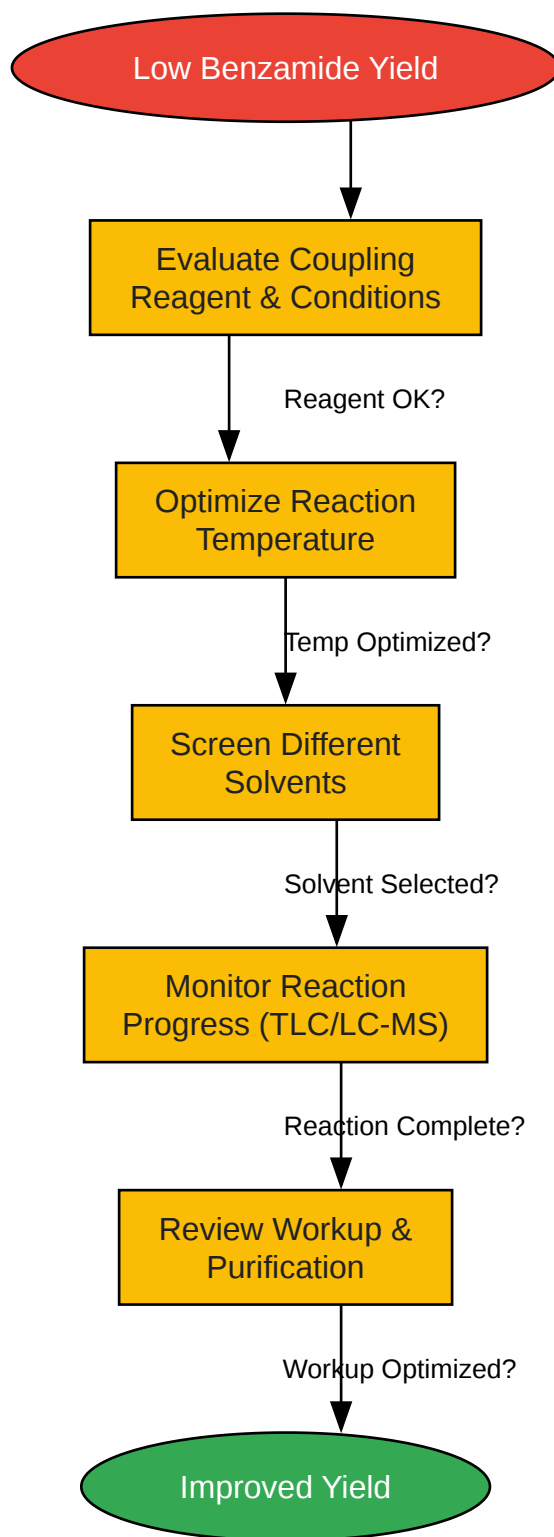 Low Benzamide Yield
Evaluate Coupling
Reagent & Conditions
Reagent OK?
Optimize Reaction
Temperature
Temp Optimized?
Screen Different
Solvents
Solvent Selected?
Monitor Reaction
Progress (TLC/LC-MS)
Reaction Complete?
Review Workup &
Purification
Workup Optimized?
Improved Yield